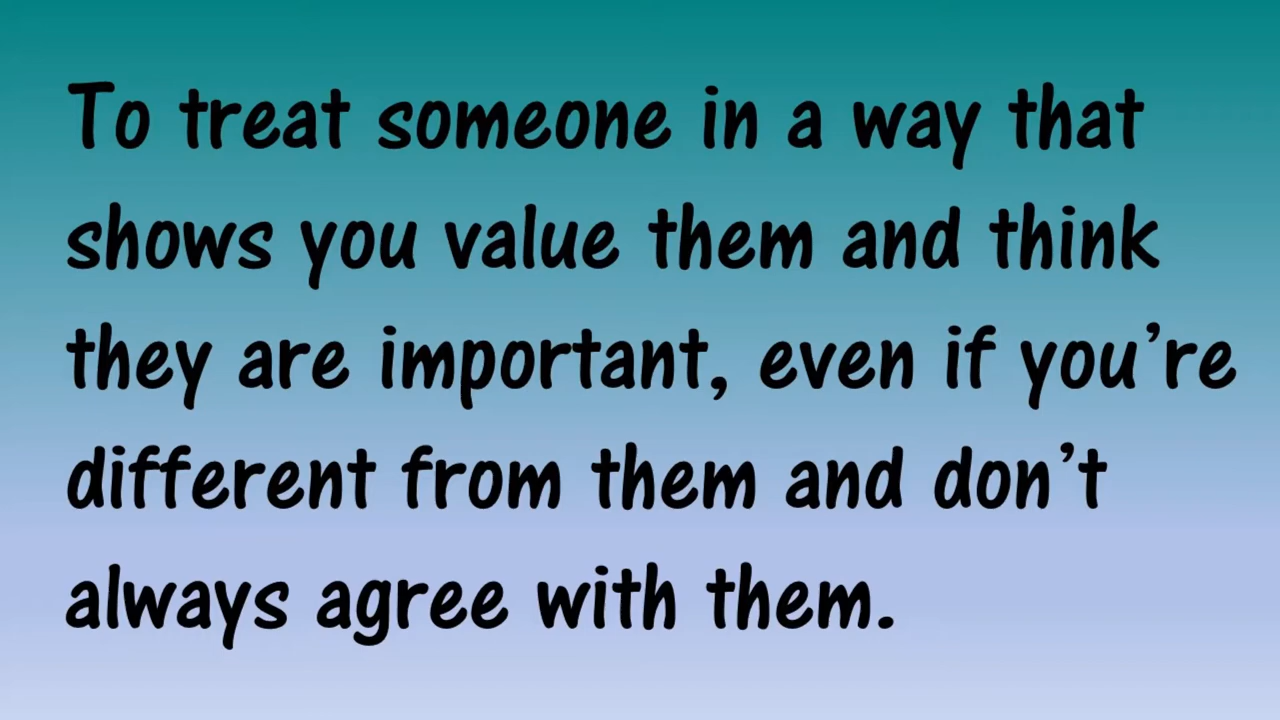 To treat someone in a way that
shows you value them and think
they are important, even if you’re
different from them and don’t
always agree with them.